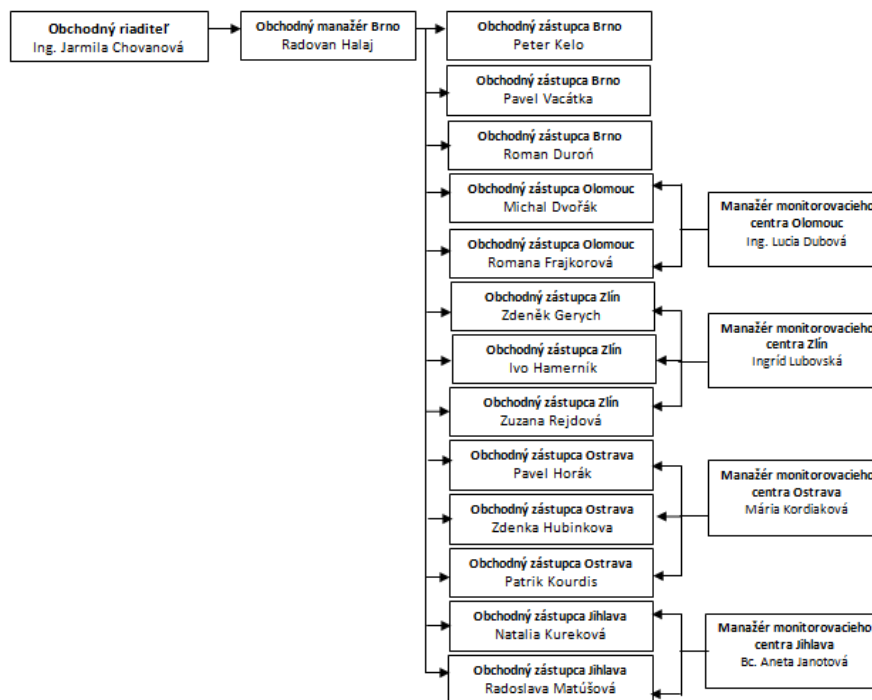 Obchodný riaditeľ
Ing. Jarmila Chovanová
Obchodný manažér Brno
Radovan Halaj
Obchodný zástupca Brno
Peter Kelo
Obchodný zástupca Brno
Pavel Vacátka
Obchodný zástupca Brno
Roman Duroń
Obchodný zástupca Olomouc
Michal Dvořák
Obchodný zástupca Olomouc
Romana Frajkorová
Manažér monitorovacieho
centra Olomouc
Ing. Lucia Dubová
Obchodný zástupca Zlín
Zdeněk Gerych
Obchodný zástupca Zlín
Ivo Hamerník
Obchodný zástupca Zlín
Zuzana Rejdová
Manažér monitorovacieho
centra Zlín
Ingríd Lubovská
Obchodný zástupca Ostrava
Pavel Horák
Obchodný zástupca Ostrava
Zdenka Hubinkova
Obchodný zástupca Ostrava
Patrik Kourdis
Manažér monitorovacieho
centra Ostrava
Mária Kordiaková
Obchodný zástupca Jihlava
Natalia Kureková
Obchodný zástupca Jihlava
Radoslava Matúšová
Manažér monitorovacieho
centra Jihlava
Bc. Aneta Janotová